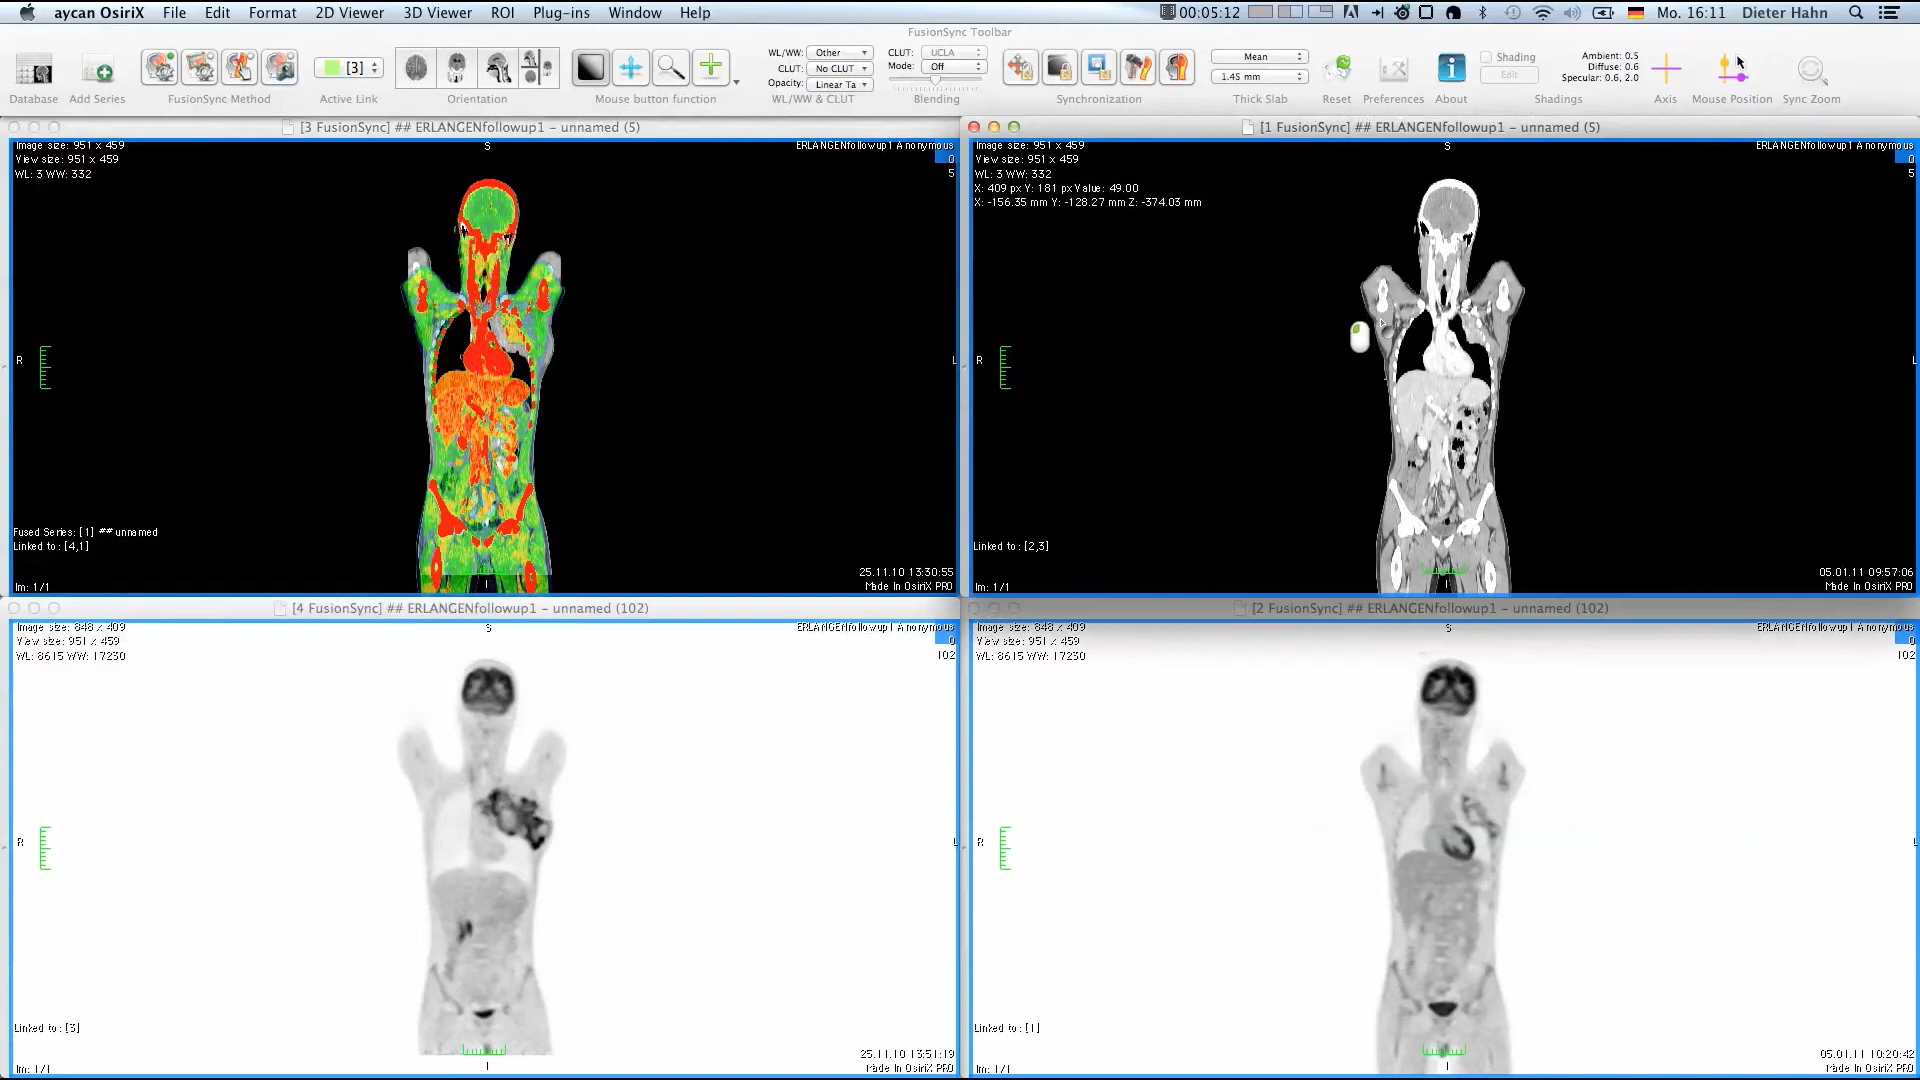 aycan OsiriX File Edit Format 2D Viewer 3D Viewer ROI Plug-ins Window Help 00:05:12 Mo. 16:11 Dieter Hahn
FusionSync Toolbar
Database
Add Series
FusionSync Method
[3]
Active Link
Orientation
Mouse button function
WL/WW: Other
CLUT: No CLUT
Opacity: Linear Ta
WL/WW & CLUT
CLUT: UCLA
Mode: Off
Blending
Synchronization
Mean
1.45 mm
Thick Slab
Reset
Preferences
About
Shading
Edit
Ambient: 0.5
Diffuse: 0.6
Specular: 0.6, 2.0
Shadings
Axis
Mouse Position
Sync Zoom
[3 FusionSync] ## ERLANGENfollowup1 - unnamed (5)
Image size: 951 x 459
View size: 951 x 459
WL: 3 WW: 332
S
ERLANGENfollowup1 Anonymous
0
5
R
L
Fused Series: [1] ## unnamed
Linked to: [4,1]
Im: 1/1
I
25.11.10 13:30:55
Made In OsiriX PRO
[1 FusionSync] ## ERLANGENfollowup1 - unnamed (5)
Image size: 951 x 459
View size: 951 x 459
WL: 3 WW: 332
X: 409 px Y: 181 px Value: 49.00
X: -156.35 mm Y: -128.27 mm Z: -374.03 mm
S
ERLANGENfollowup1 Anonymous
0
5
R
L
Linked to: [2,3]
Im: 1/1
I
05.01.11 09:57:06
Made In OsiriX PRO
[4 FusionSync] ## ERLANGENfollowup1 - unnamed (102)
Image size: 848 x 409
View size: 951 x 459
WL: 8615 WW: 17230
S
ERLANGENfollowup1 Anonymous
0
102
R
L
Linked to: [3]
Im: 1/1
I
25.11.10 13:51:19
Made In OsiriX PRO
[2 FusionSync] ## ERLANGENfollowup1 - unnamed (102)
Image size: 848 x 409
View size: 951 x 459
WL: 8615 WW: 17230
S
ERLANGENfollowup1 Anonymous
0
102
R
L
Linked to: [1]
Im: 1/1
I
05.01.11 10:20:42
Made In OsiriX PRO